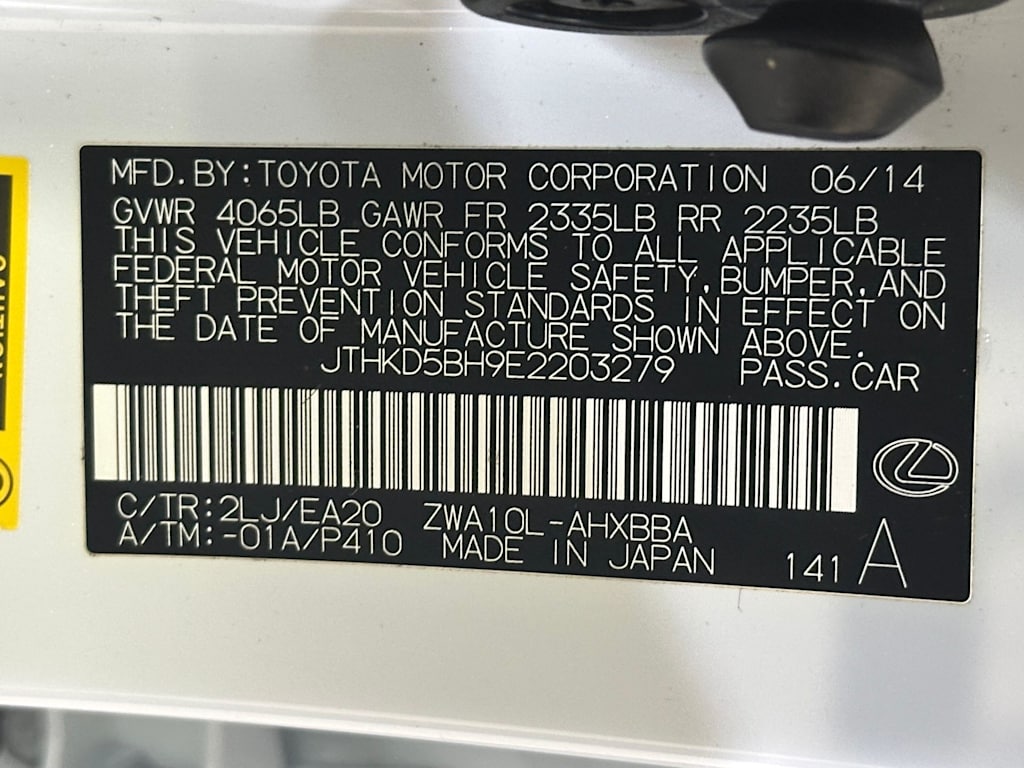 MFD. BY: TOYOTA MOTOR CORPORATION 06/14
GVWR 4065LB GAWR FR 2335LB RR 2235LB
THIS VEHICLE CONFORMS TO ALL APPLICABLE
FEDERAL MOTOR VEHICLE SAFETY, BUMPER, AND
THEFT PREVENTION STANDARDS IN EFFECT ON
THE DATE OF MANUFACTURE SHOWN ABOVE.
JTHKD5BH9E2203279 PASS. CAR
C/TR: 2LJ/EA20 ZWA10L-AHXBBA
A/TM: -01A/P410 MADE IN JAPAN 141 A